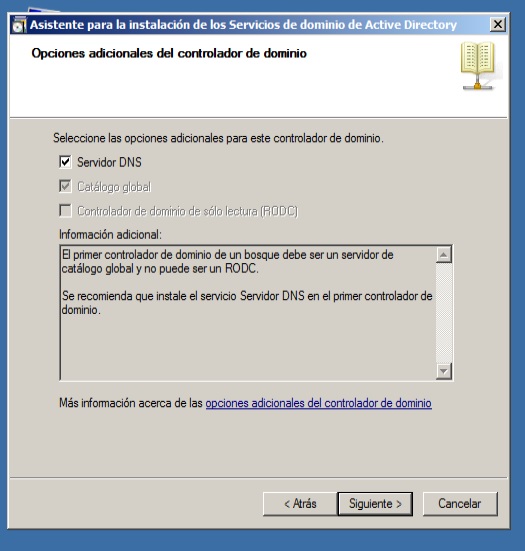 Asistente para la instalación de los Servicios de dominio de Active Directory
Opciones adicionales del controlador de dominio
Seleccione las opciones adicionales para este controlador de dominio.
Servidor DNS
Catálogo global
Controlador de dominio de sólo lectura (RODC)
Información adicional:
El primer controlador de dominio de un bosque debe ser un servidor de
catálogo global y no puede ser un RODC.
Se recomienda que instale el servicio Servidor DNS en el primer controlador de
dominio.
Más información acerca de las opciones adicionales del controlador de dominio
< Atrás
Siguiente >
Cancelar